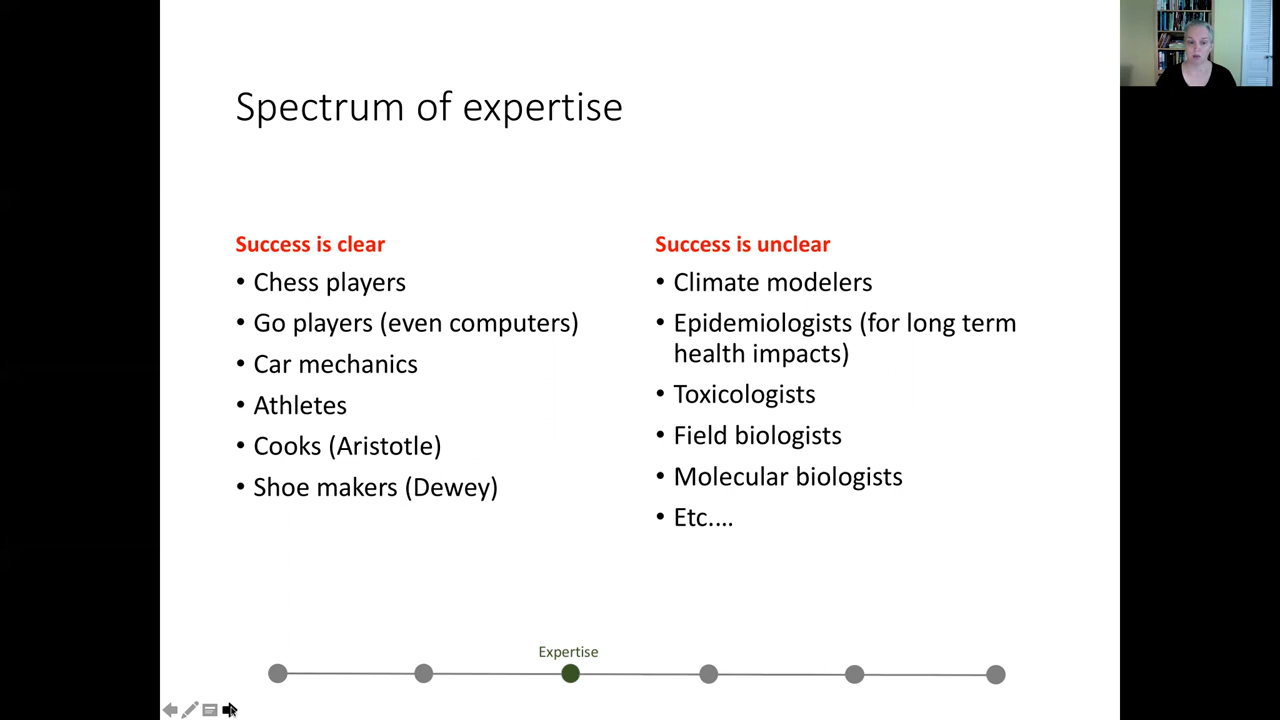 Spectrum of expertise
Success is clear
• Chess players
• Go players (even computers)
• Car mechanics
• Athletes
• Cooks (Aristotle)
• Shoe makers (Dewey)
Success is unclear
• Climate modelers
• Epidemiologists (for long term
health impacts)
• Toxicologists
• Field biologists
• Molecular biologists
• Etc....
Expertise